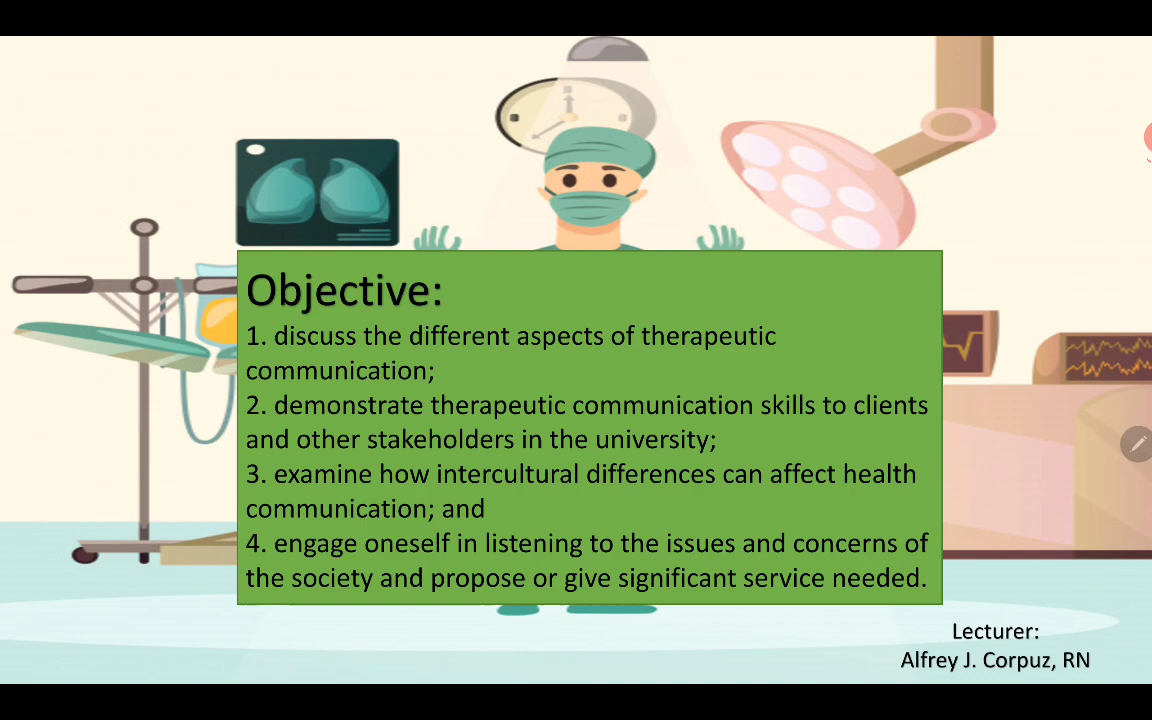 Objective:
1. discuss the different aspects of therapeutic
communication;
2. demonstrate therapeutic communication skills to clients
and other stakeholders in the university;
3. examine how intercultural differences can affect health
communication; and
4. engage oneself in listening to the issues and concerns of
the society and propose or give significant service needed.
Lecturer:
Alfrey J. Corpuz, RN